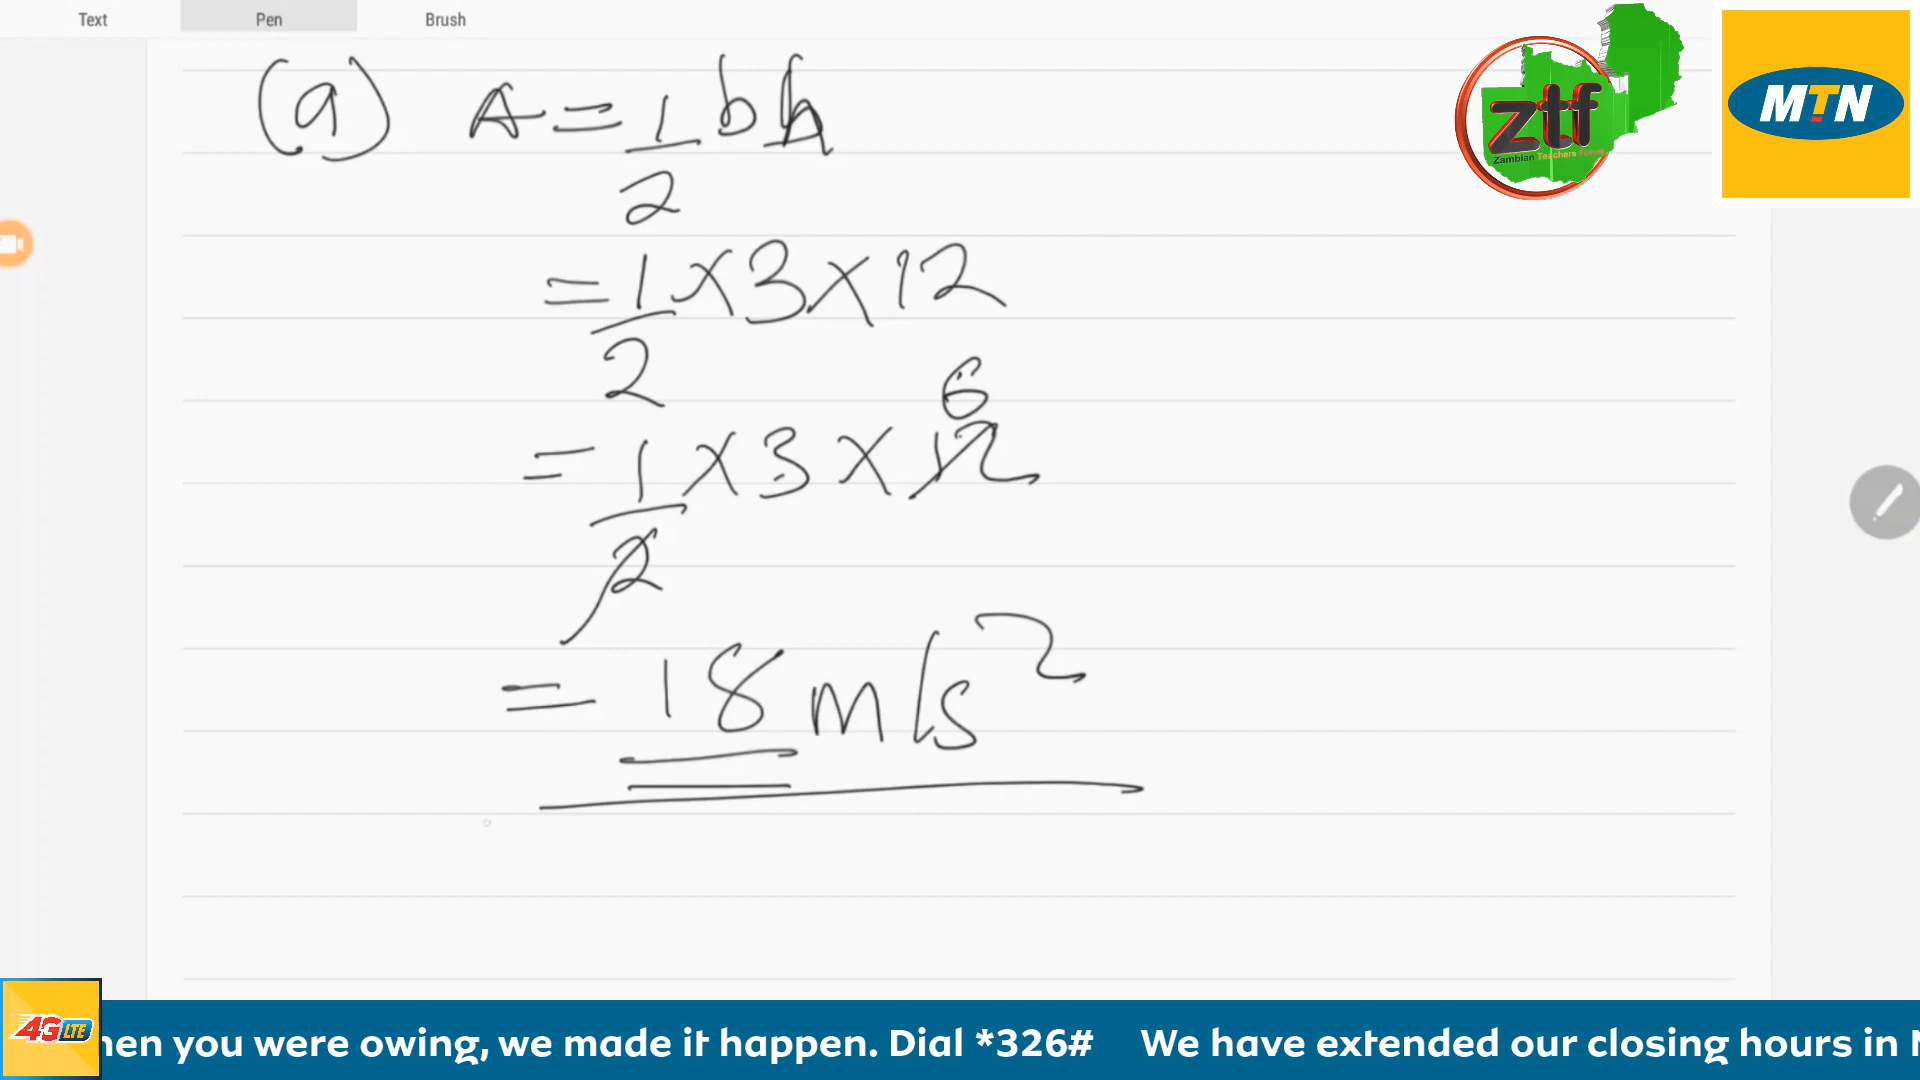 Text Pen Brush
(a) A = 1/2 bh
= 1/2 × 3 × 12
6
= 1/2 × 3 × 12
= 18 m/s²
ztf
Zambian Teachers Forum
MTN
4G LTE
hen you were owing, we made it happen. Dial *326# We have extended our closing hours in